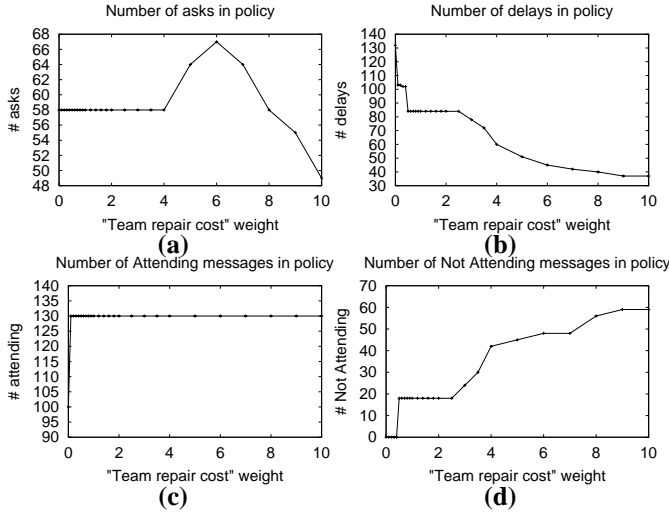 Number of asks in policy
68
66
64
62
60
58
56
54
52
50
48
# asks
0 2 4 6 8 10
"Team repair cost" weight
(a)
Number of delays in policy
140
130
120
110
100
90
80
70
60
50
40
30
# delays
0 2 4 6 8 10
"Team repair cost" weight
(b)
Number of Attending messages in policy
140
135
130
125
120
115
110
105
100
95
90
# attending
0 2 4 6 8 10
"Team repair cost" weight
(c)
Number of Not Attending messages in policy
70
60
50
40
30
20
10
0
# Not Attending
0 2 4 6 8 10
"Team repair cost" weight
(d)